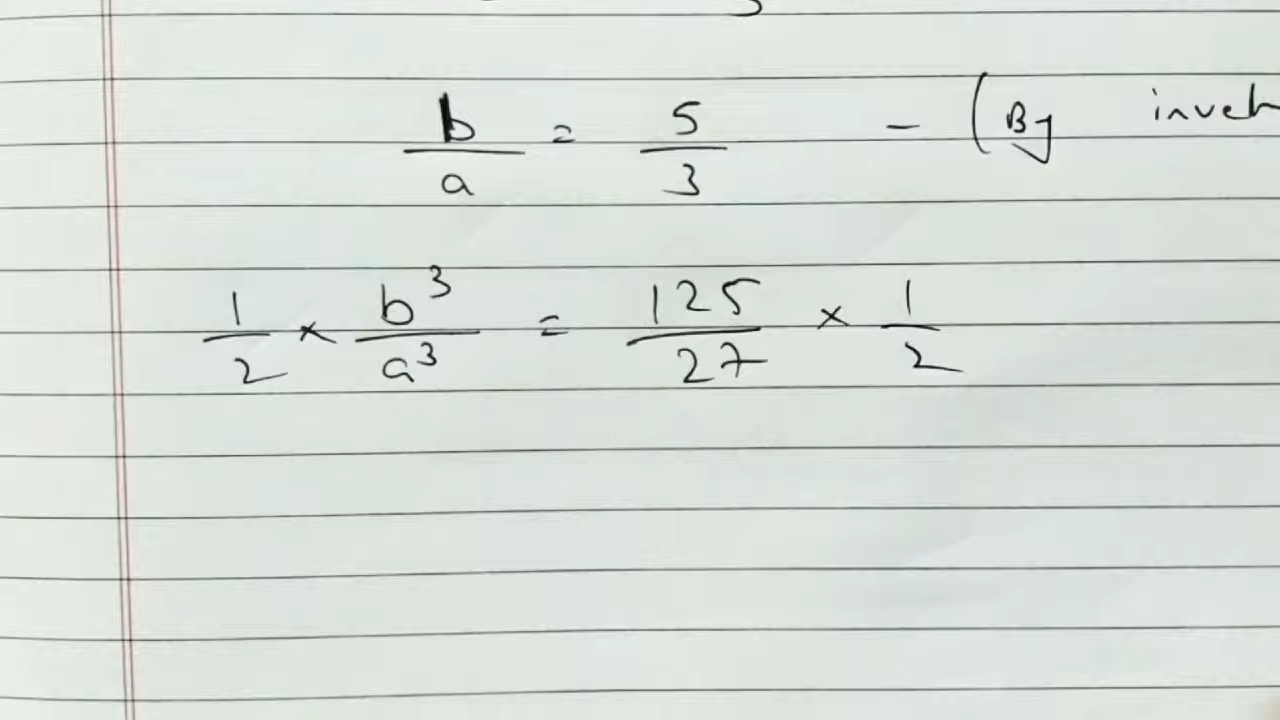 b/a = 5/3 - (By
1/2 × b³/a³ = 125/27 × 1/2